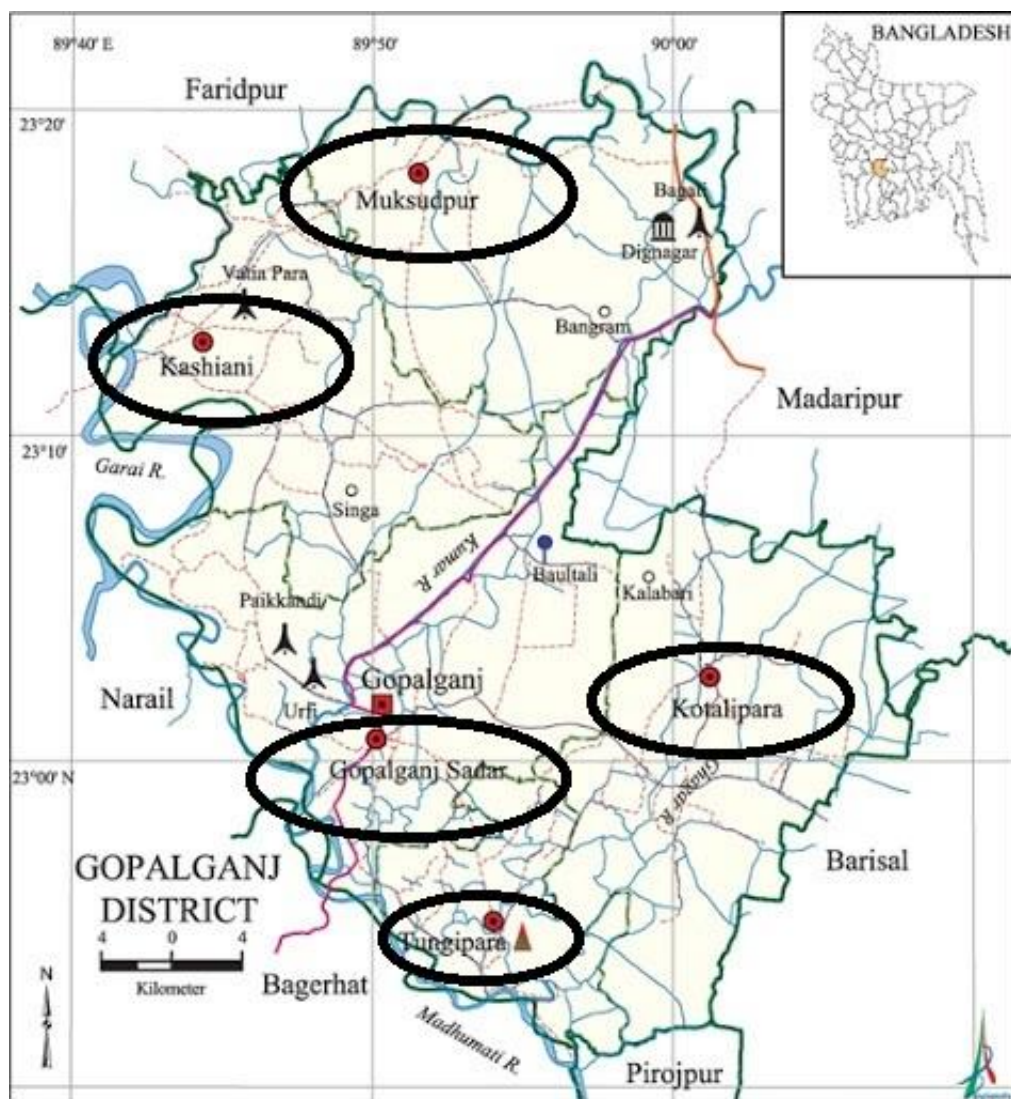 89°40' E
89°50'
90°00'
BANGLADESH
Faridpur
23°20'
Muksudpur
Bagati
Dignagar
Vatia Para
Bangram
Kashiani
Madaripur
23°10'
Garai R.
Singa
Kumar R.
Baultali
Kalabari
Paikkandi
Narail
Gopalganj
Urfi
Kotalipara
23°00' N
Gopalganj Sadar
Ghagar R.
GOPALGANJ
DISTRICT
Barisal
4 0 4
Kilometer
Tungipara
N
Bagerhat
Madhumati R.
Pirojpur